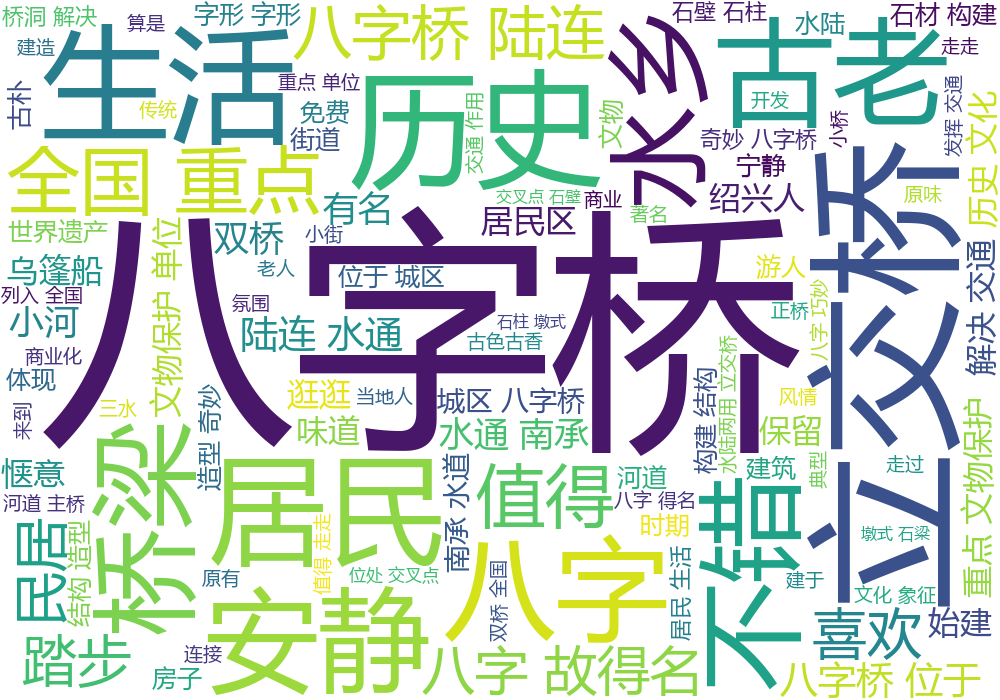 桥洞 解决
算是
字形 字形
八字桥 陆连
石壁 石柱
水陆
石材 构建
建造
走走
生活
历史
水乡
古老
重点 单位
古朴
传统
免费
交通 作用
文物
开发
小桥
发挥 交通
历史 文化
街道
奇妙 八字桥
全国 重点
宁静
立交桥
绍兴人
原味
交叉点 石壁
商业
有名
居民区
著名
世界遗产
双桥
小街
文物保护 单位
八字桥
乌篷船
老人
位于 城区
游人
解决 交通
列入 全国
氛围
正桥
八字 巧妙
小河
陆连 水通
石柱 墩式
古色古香
商业化
体现
水陆两用 立交桥
逛逛
当地人
城区 八字桥
构建 结构
风情
来到
三水
造型 奇妙
味道
水通 南承
保留
文物保护 重点
桥梁
惬意
居民
南承 水道
值得
河道
建筑
典型
走过
河道 主桥
八字 得名
不错
民居
结构 造型
值得 走走
八字
时期
墩式 石梁
原有
位处 交叉点
双桥 全国
居民 生活
建于
文化 象征
安静
踏步
喜欢
始建
连接
房子
八字 故得名
八字桥 位于